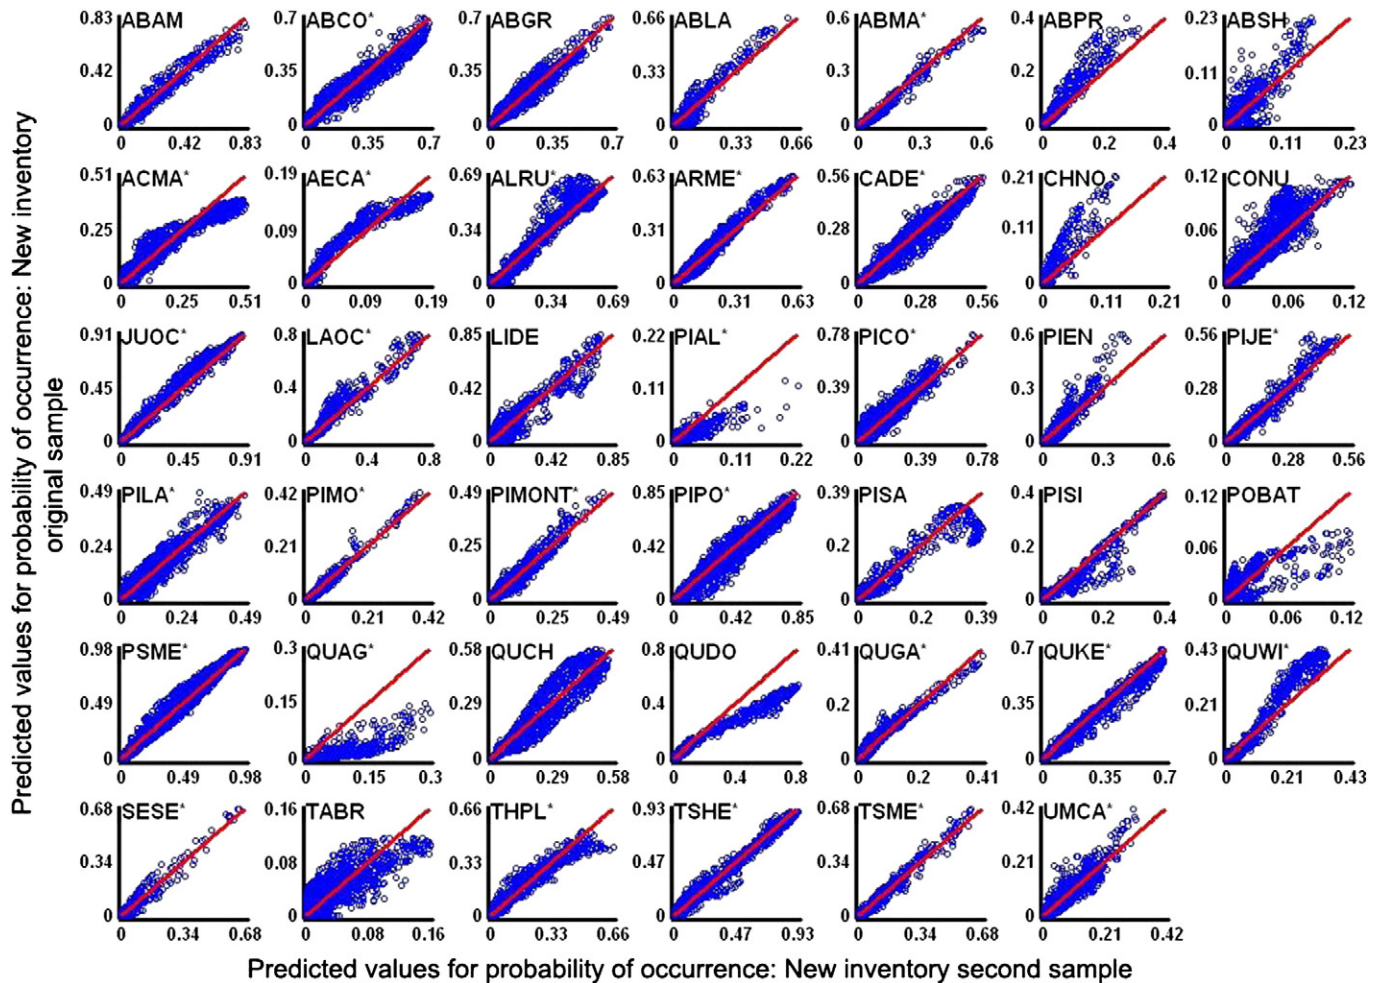 Predicted values for probability of occurrence: New inventory
original sample
ABAM ABCO* ABGR ABLA ABMA* ABPR ABSH
0.83 0.7 0.7 0.66 0.6 0.4 0.23
0.42 0.35 0.35 0.33 0.3 0.2 0.11
0 0 0 0 0 0 0
0 0.42 0.83 0 0.35 0.7 0 0.35 0.7 0 0.33 0.66 0 0.3 0.6 0 0.2 0.4 0 0.11 0.23
ACMA* AECA* ALRU* ARME* CADE* CHNO CONU
0.51 0.19 0.69 0.63 0.56 0.21 0.12
0.25 0.09 0.34 0.31 0.28 0.11 0.06
0 0 0 0 0 0 0
0 0.25 0.51 0 0.09 0.19 0 0.34 0.69 0 0.31 0.63 0 0.28 0.56 0 0.11 0.21 0 0.06 0.12
JUOC* LAOC* LIDE PIAL* PICO* PIEN PIJE*
0.91 0.8 0.85 0.22 0.78 0.6 0.56
0.45 0.4 0.42 0.11 0.39 0.3 0.28
0 0 0 0 0 0 0
0 0.45 0.91 0 0.4 0.8 0 0.42 0.85 0 0.11 0.22 0 0.39 0.78 0 0.3 0.6 0 0.28 0.56
PILA* PIMO* PIMONT* PIPO* PISA PISI POBAT
0.49 0.42 0.49 0.85 0.39 0.4 0.12
0.24 0.21 0.25 0.42 0.2 0.2 0.06
0 0 0 0 0 0 0
0 0.24 0.49 0 0.21 0.42 0 0.25 0.49 0 0.42 0.85 0 0.2 0.39 0 0.2 0.4 0 0.06 0.12
PSME* QUAG* QUCH QUDO QUGA* QUKE* QUWI*
0.98 0.3 0.58 0.8 0.41 0.7 0.43
0.49 0.15 0.29 0.4 0.2 0.35 0.21
0 0 0 0 0 0 0
0 0.49 0.98 0 0.15 0.3 0 0.29 0.58 0 0.4 0.8 0 0.2 0.41 0 0.35 0.7 0 0.21 0.43
SESE* TABR THPL* TSHE* TSME* UMCA*
0.68 0.16 0.66 0.93 0.68 0.42
0.34 0.08 0.33 0.47 0.34 0.21
0 0 0 0 0 0
0 0.34 0.68 0 0.08 0.16 0 0.33 0.66 0 0.47 0.93 0 0.34 0.68 0 0.21 0.42
Predicted values for probability of occurrence: New inventory second sample